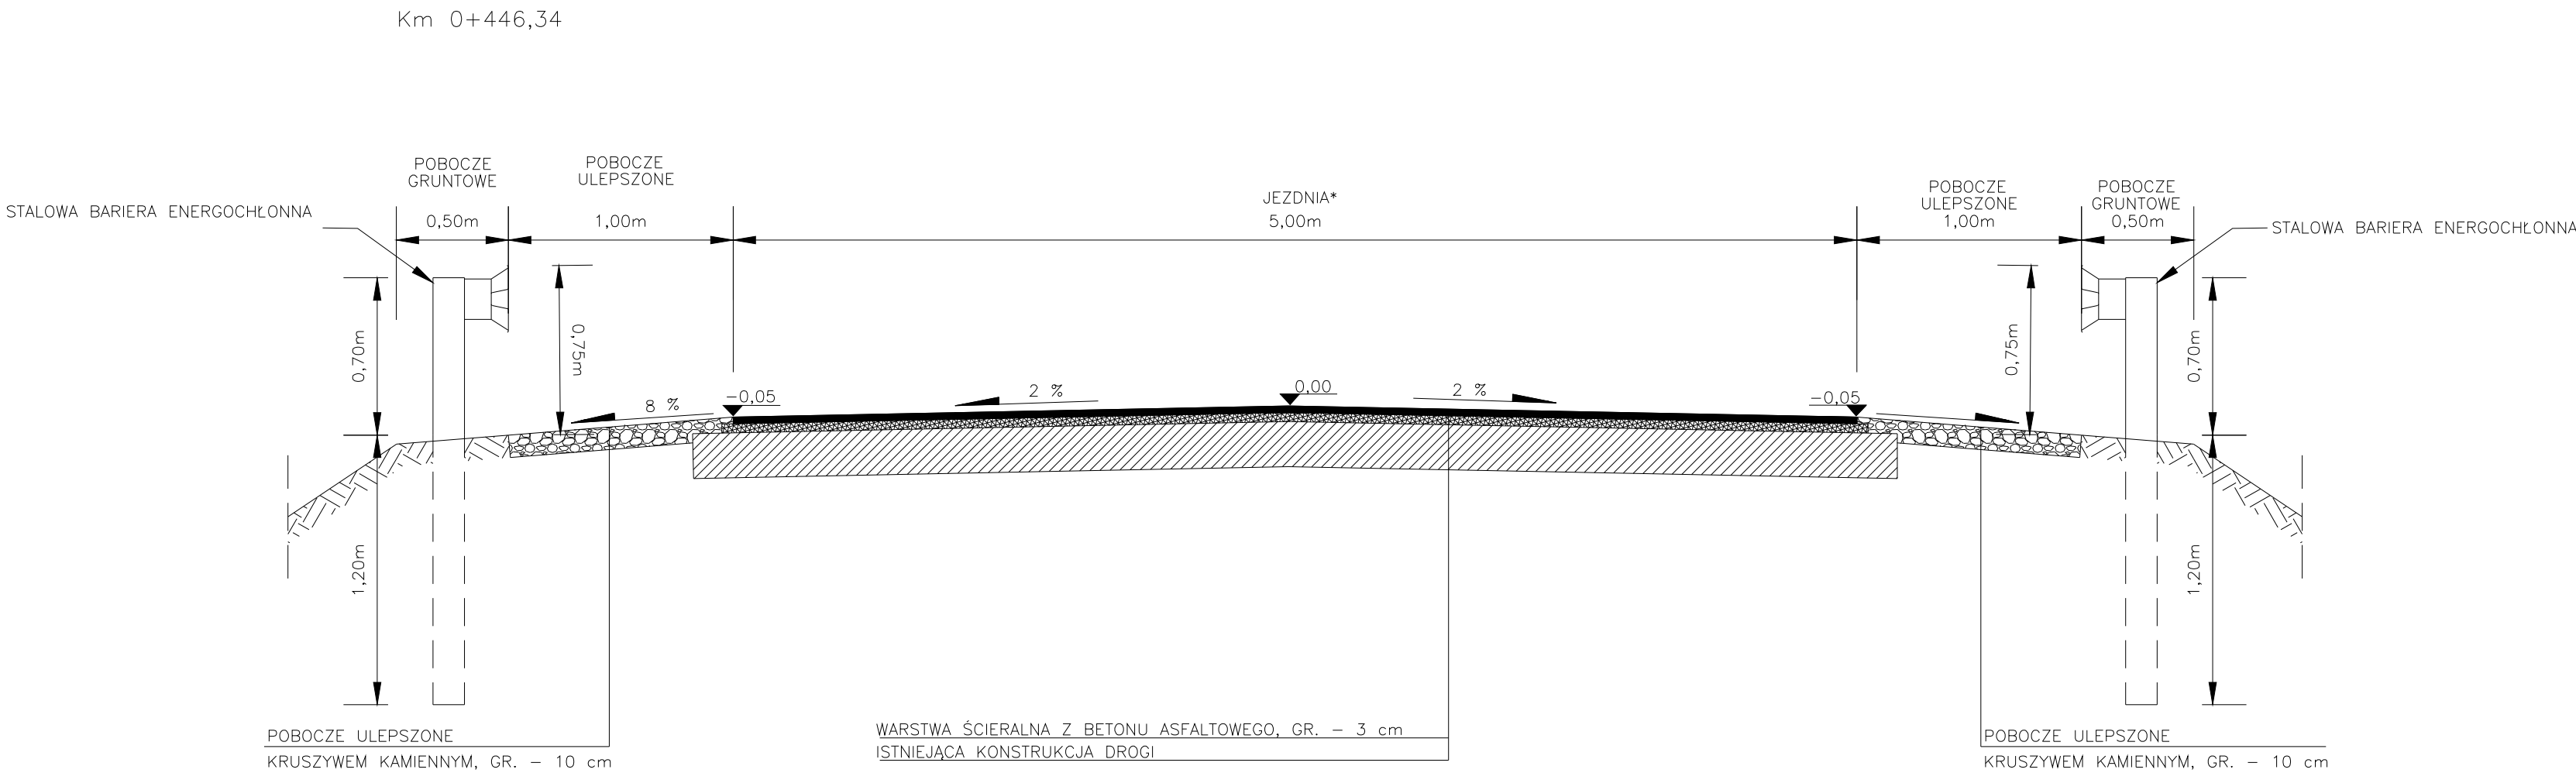 Km 0+446,34
POBOCZE
GRUNTOWE
0,50m
POBOCZE
ULEPSZONE
1,00m
JEZDNIA*
5,00m
POBOCZE
ULEPSZONE
1,00m
POBOCZE
GRUNTOWE
0,50m
STALOWA BARIERA ENERGOCHŁONNA
STALOWA BARIERA ENERGOCHŁONNA
0,70m
0,75m
0,75m
0,70m
8 %
-0,05
2 %
0,00
2 %
-0,05
1,20m
1,20m
POBOCZE ULEPSZONE
KRUSZYWEM KAMIENNYM, GR. - 10 cm
WARSTWA ŚCIERALNA Z BETONU ASFALTOWEGO, GR. - 3 cm
ISTNIEJĄCA KONSTRUKCJA DROGI
POBOCZE ULEPSZONE
KRUSZYWEM KAMIENNYM, GR. - 10 cm